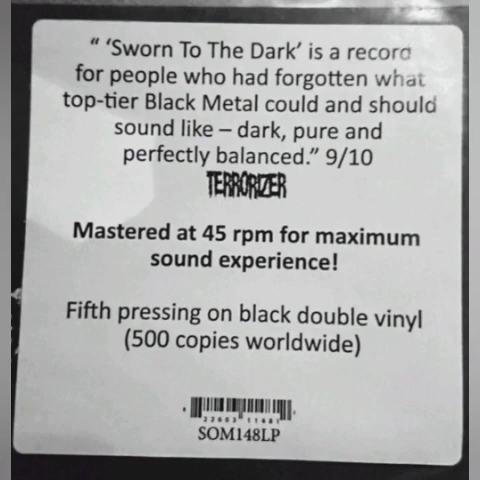 “ ‘Sworn To The Dark’ is a record
for people who had forgotten what
top-tier Black Metal could and should
sound like – dark, pure and
perfectly balanced.” 9/10
TERRORIZER
Mastered at 45 rpm for maximum
sound experience!
Fifth pressing on black double vinyl
(500 copies worldwide)
SOM148LP